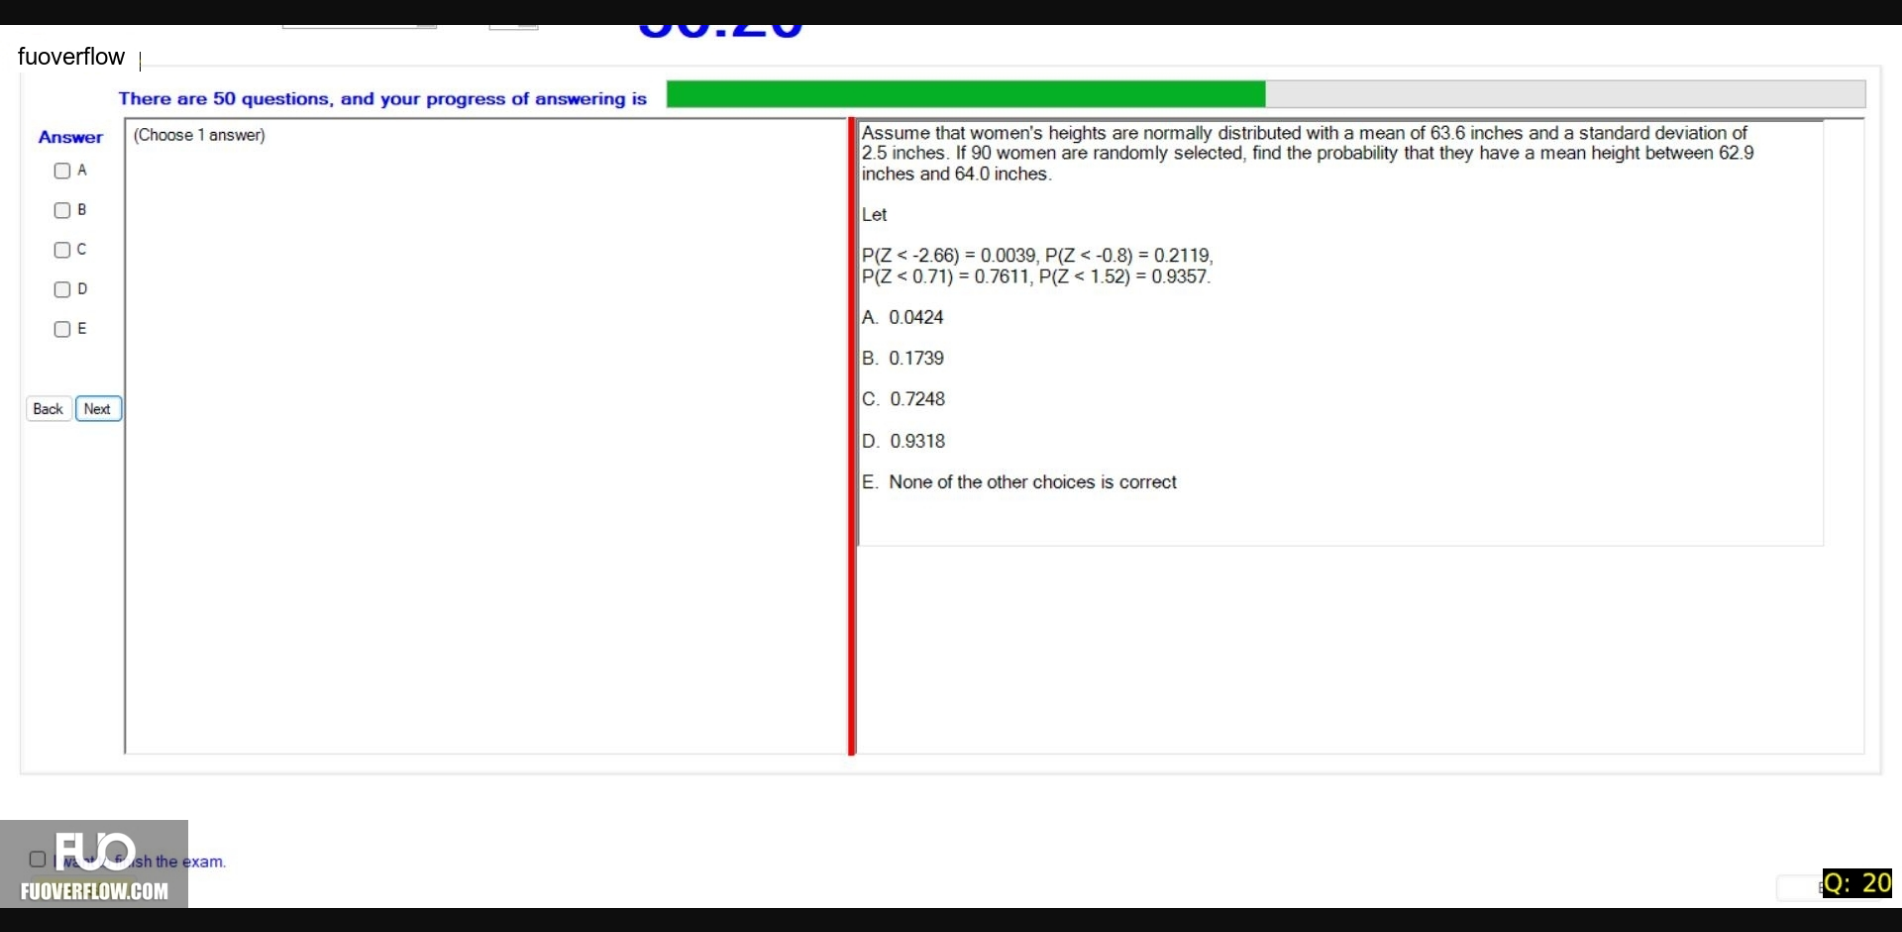 fuoverflow
There are 50 questions, and your progress of answering is
Answer
(Choose 1 answer)
A
B
C
D
E
Back Next
Assume that women's heights are normally distributed with a mean of 63.6 inches and a standard deviation of
2.5 inches. If 90 women are randomly selected, find the probability that they have a mean height between 62.9
inches and 64.0 inches.
Let
P(Z < -2.66) = 0.0039, P(Z < -0.8) = 0.2119,
P(Z < 0.71) = 0.7611, P(Z < 1.52) = 0.9357.
A. 0.0424
B. 0.1739
C. 0.7248
D. 0.9318
E. None of the other choices is correct
FUO
the exam.
FUOVERFLOW.COM
Q: 20